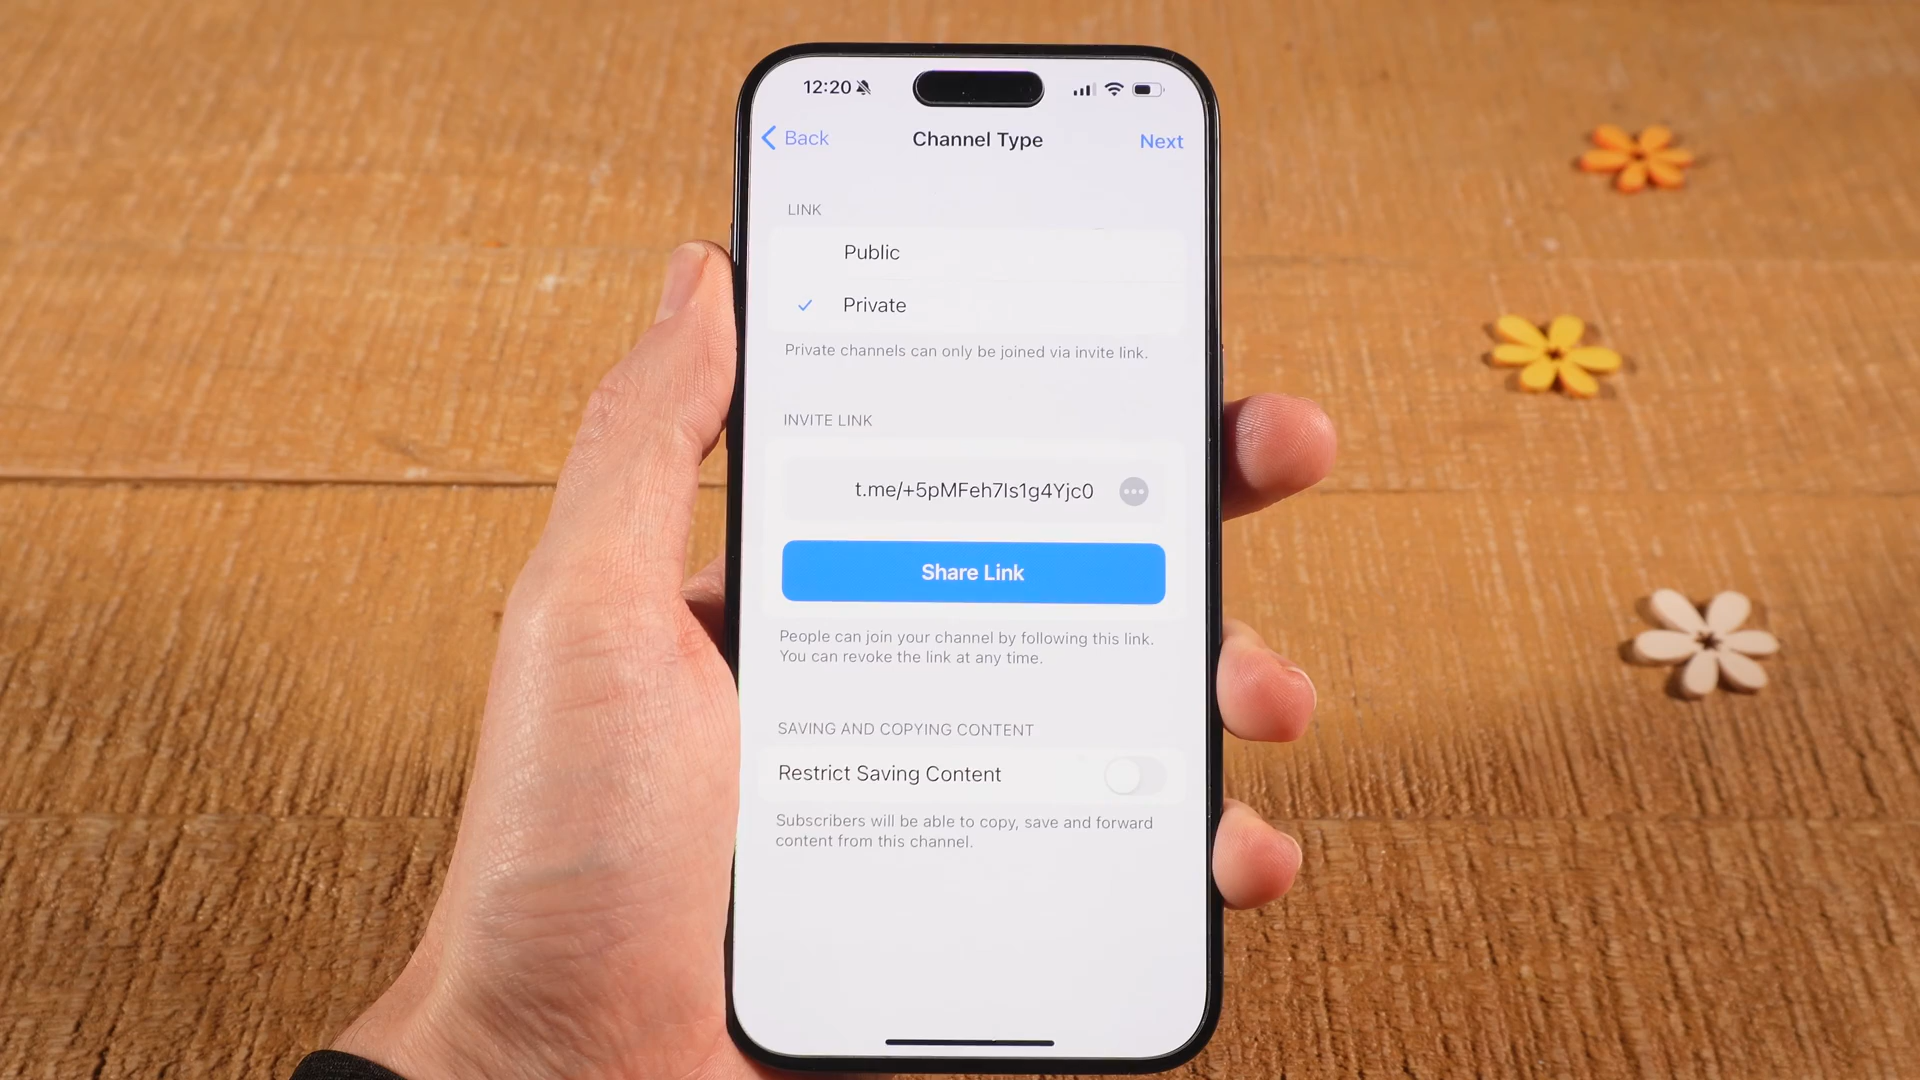 12:20
Back
Channel Type
Next
LINK
Public
Private
Private channels can only be joined via invite link.
INVITE LINK
t.me/+5pMFeh7ls1g4Yjc0
Share Link
People can join your channel by following this link.
You can revoke the link at any time.
SAVING AND COPYING CONTENT
Restrict Saving Content
Subscribers will be able to copy, save and forward
content from this channel.